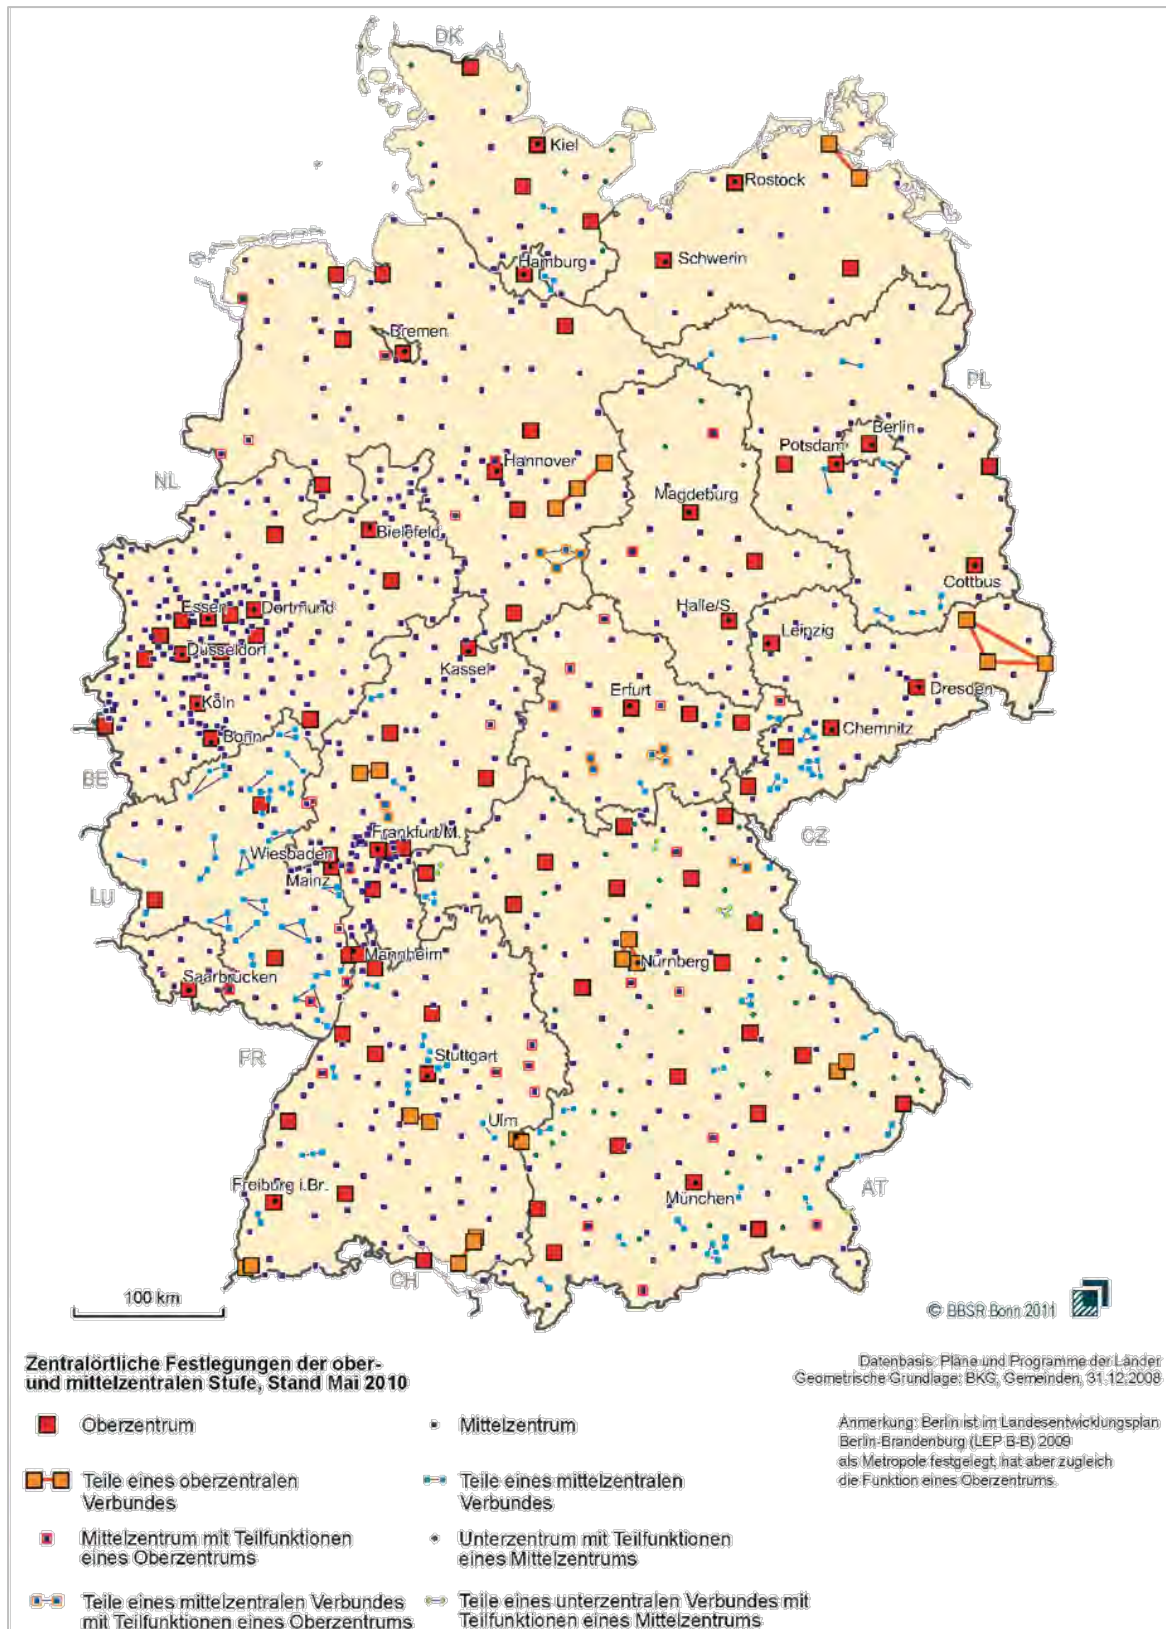 DK
Kiel
Rostock
Hamburg
Schwerin
Bremen
PL
Berlin
Potsdam
Hannover
NL
Magdeburg
Bielefeld
Cottbus
Essen
Dortmund
Halle/S.
Leipzig
Düsseldorf
Kassel
Erfurt
Dresden
Köln
Chemnitz
Bonn
BE
Frankfurt/M.
CZ
Wiesbaden
Mainz
LU
Mannheim
Nürnberg
Saarbrücken
FR
Stuttgart
Ulm
Freiburg i.Br.
München
AT
CH
100 km
© BBSR Bonn 2011
Zentralörtliche Festlegungen der ober-
und mittelzentralen Stufe, Stand Mai 2010
Datenbasis: Pläne und Programme der Länder
Geometrische Grundlage: BKG, Gemeinden, 31.12.2008
Oberzentrum
Mittelzentrum
Anmerkung: Berlin ist im Landesentwicklungsplan
Berlin-Brandenburg (LEP B-B) 2009
als Metropole festgelegt, hat aber zugleich
die Funktion eines Oberzentrums.
Teile eines oberzentralen
Verbundes
Teile eines mittelzentralen
Verbundes
Mittelzentrum mit Teilfunktionen
eines Oberzentrums
Unterzentrum mit Teilfunktionen
eines Mittelzentrums
Teile eines mittelzentralen Verbundes
mit Teilfunktionen eines Oberzentrums
Teile eines unterzentralen Verbundes mit
Teilfunktionen eines Mittelzentrums